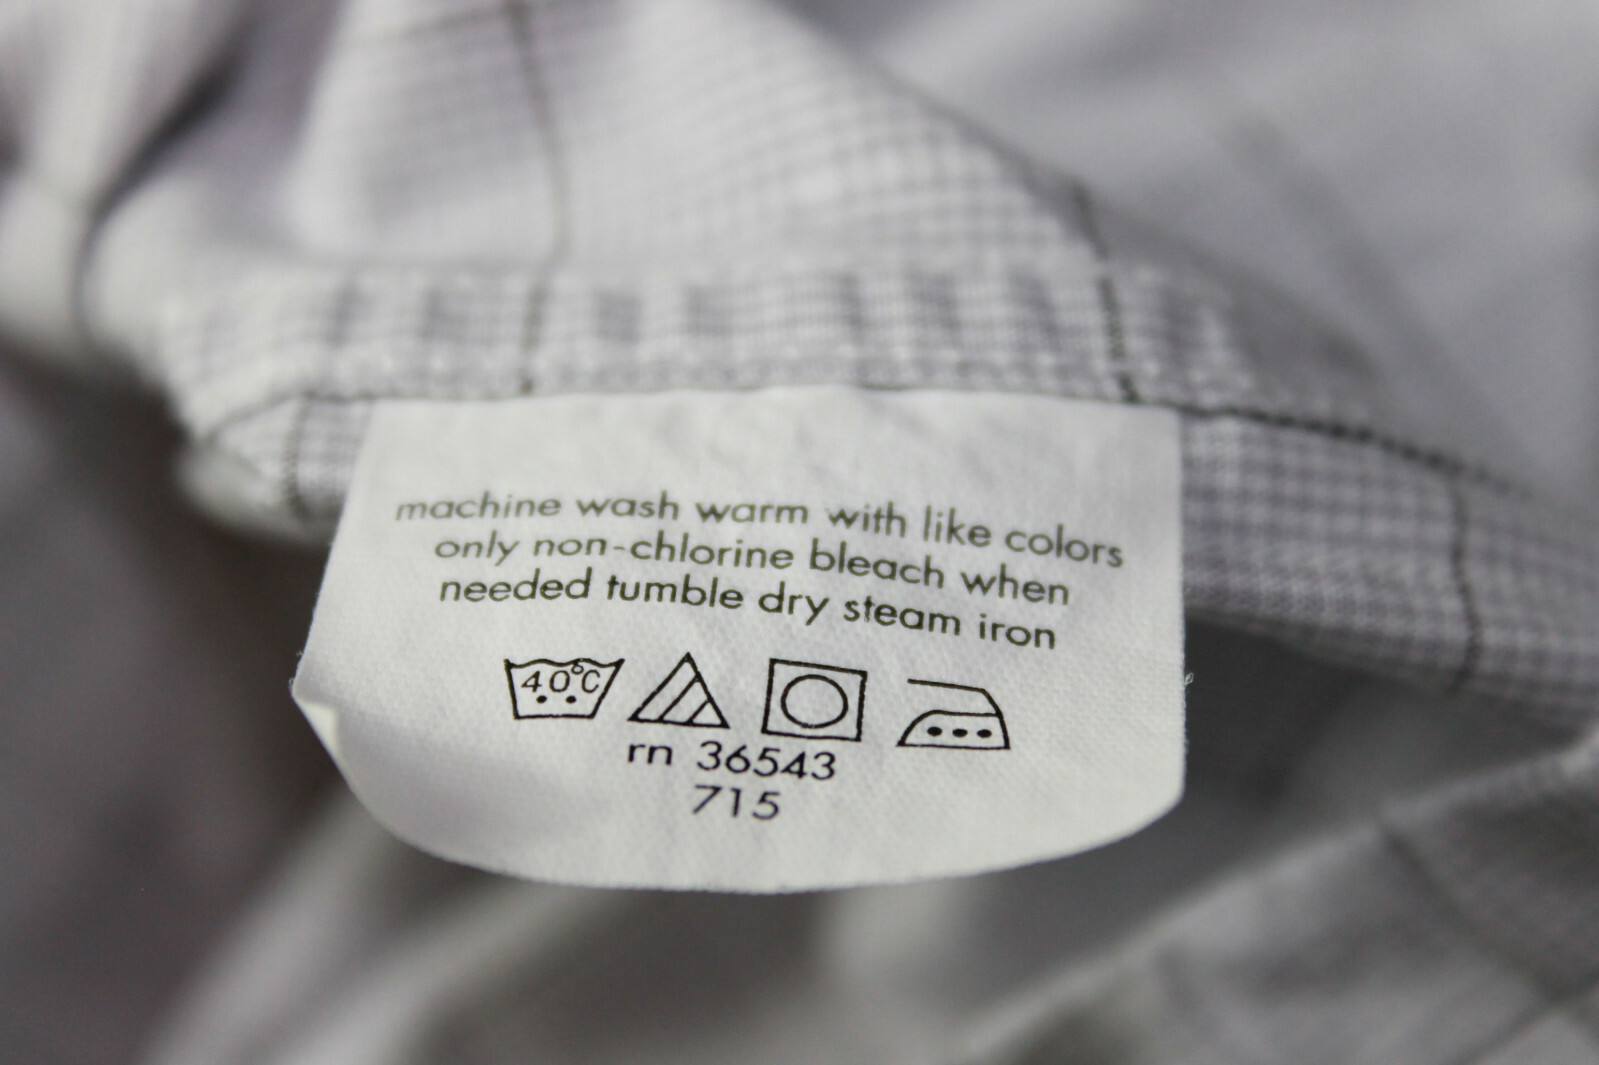 machine wash warm with like colors
only non-chlorine bleach when
needed tumble dry steam iron
40°C
rn 36543
715